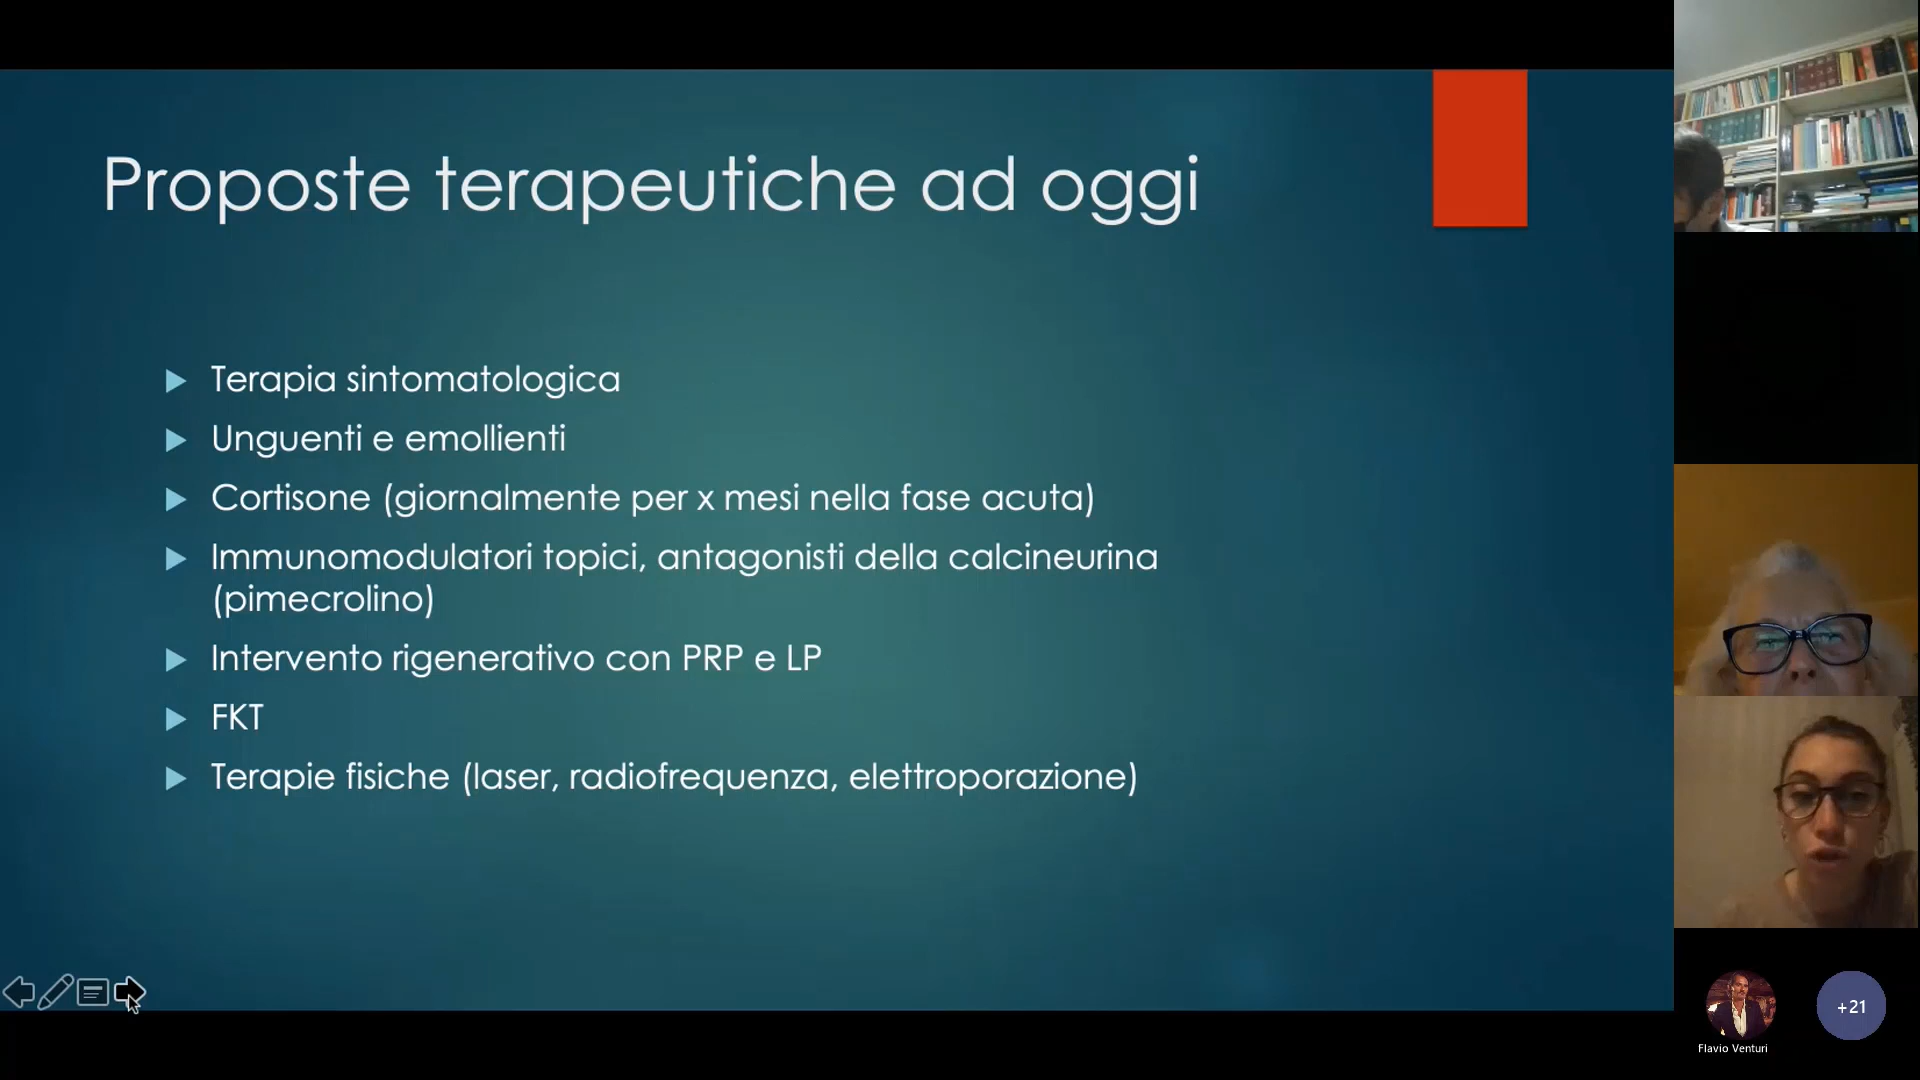 Proposte terapeutiche ad oggi
Terapia sintomatologica
Unguenti e emollienti
Cortisone (giornalmente per x mesi nella fase acuta)
Immunomodulatori topici, antagonisti della calcineurina
(pimecrolino)
Intervento rigenerativo con PRP e LP
FKT
Terapie fisiche (laser, radiofrequenza, elettroporazione)
+21
Flavio Venturi